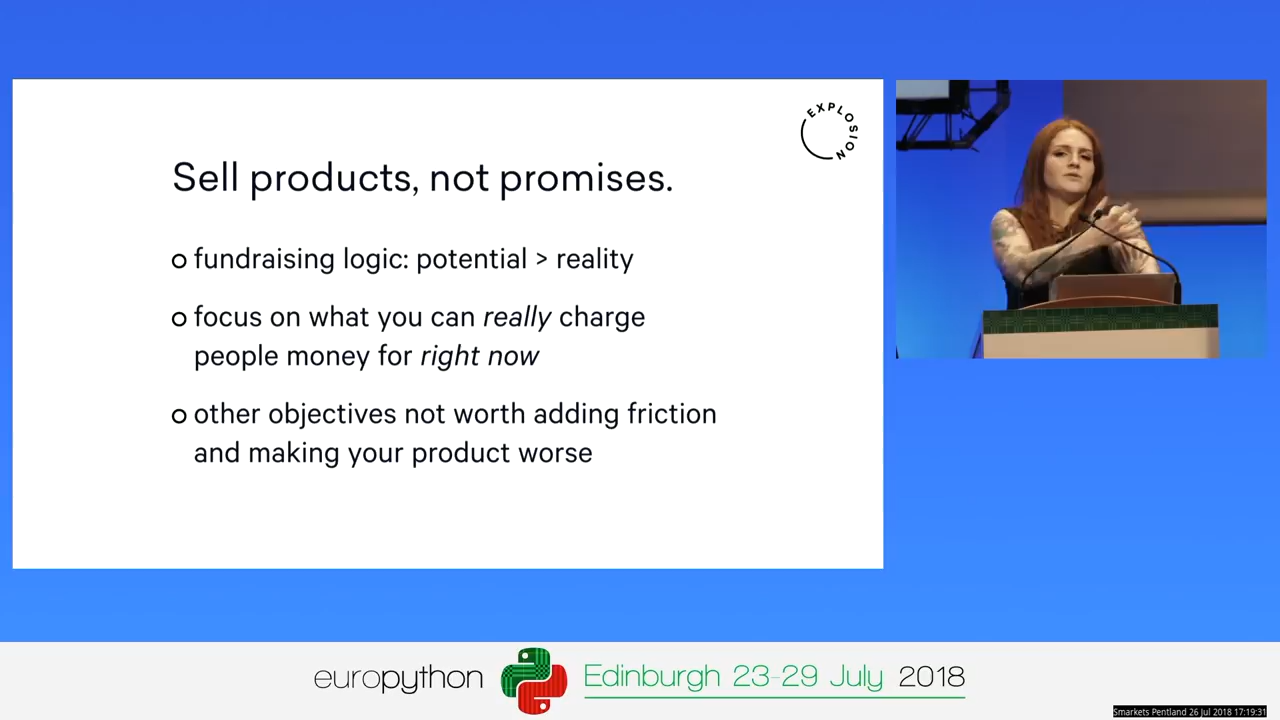 EXPLOSION
Sell products, not promises.
fundraising logic: potential > reality
focus on what you can really charge
people money for right now
other objectives not worth adding friction
and making your product worse
europython
Edinburgh 23-29 July 2018
Smarkets Pentland 26 Jul 2018 17:19:31